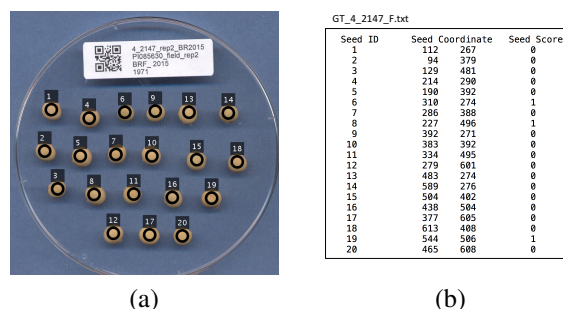 4_2147_rep2_BR2015
PI085630_field_rep2
BRF_ 2015
1971
1 4 6 9 13 14
2 5 7 10 15 18
3 8 11 16 19
12 17 20
(a)
GT_4_2147_F.txt
Seed ID Seed Coordinate Seed Score
1 112 267 0
2 94 379 0
3 129 481 0
4 214 290 0
5 190 392 0
6 310 274 1
7 286 388 0
8 227 496 1
9 392 271 0
10 383 392 0
11 334 495 0
12 279 601 0
13 483 274 0
14 589 276 0
15 504 402 0
16 438 504 0
17 377 605 0
18 613 408 0
19 544 506 1
20 465 608 0
(b)